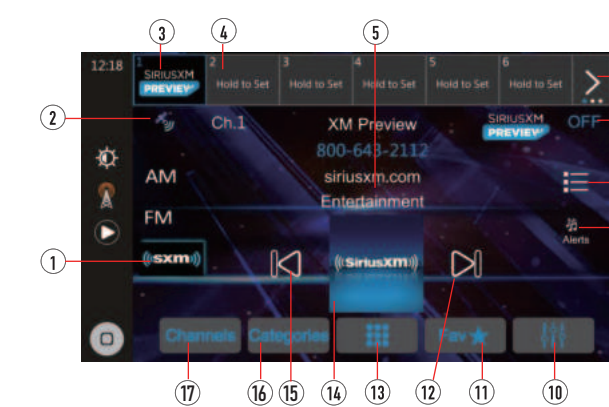 3 4 5
12:18 1 SIRIUSXM PREVIEW 2 Hold to Set 3 Hold to Set 4 Hold to Set 5 Hold to Set 6 Hold to Set
2 Ch.1 XM Preview SIRIUSXM PREVIEW OFF
800-643-2112
AM siriusxm.com
Entertainment
FM Alerts
1 ((sxm)) ((SiriusXM))
Channels Categories Fav
17 16 15 14 13 12 11 10